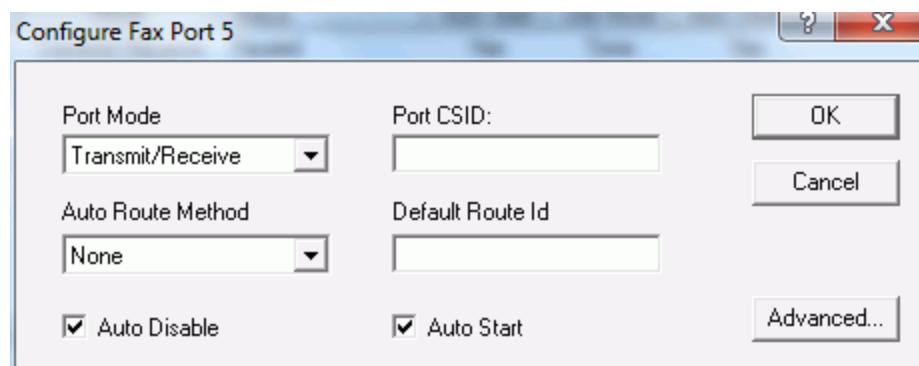 Configure Fax Port 5
?
X
Port Mode
Port CSID:
OK
Transmit/Receive
Cancel
Auto Route Method
Default Route Id
None
Auto Disable
Auto Start
Advanced...